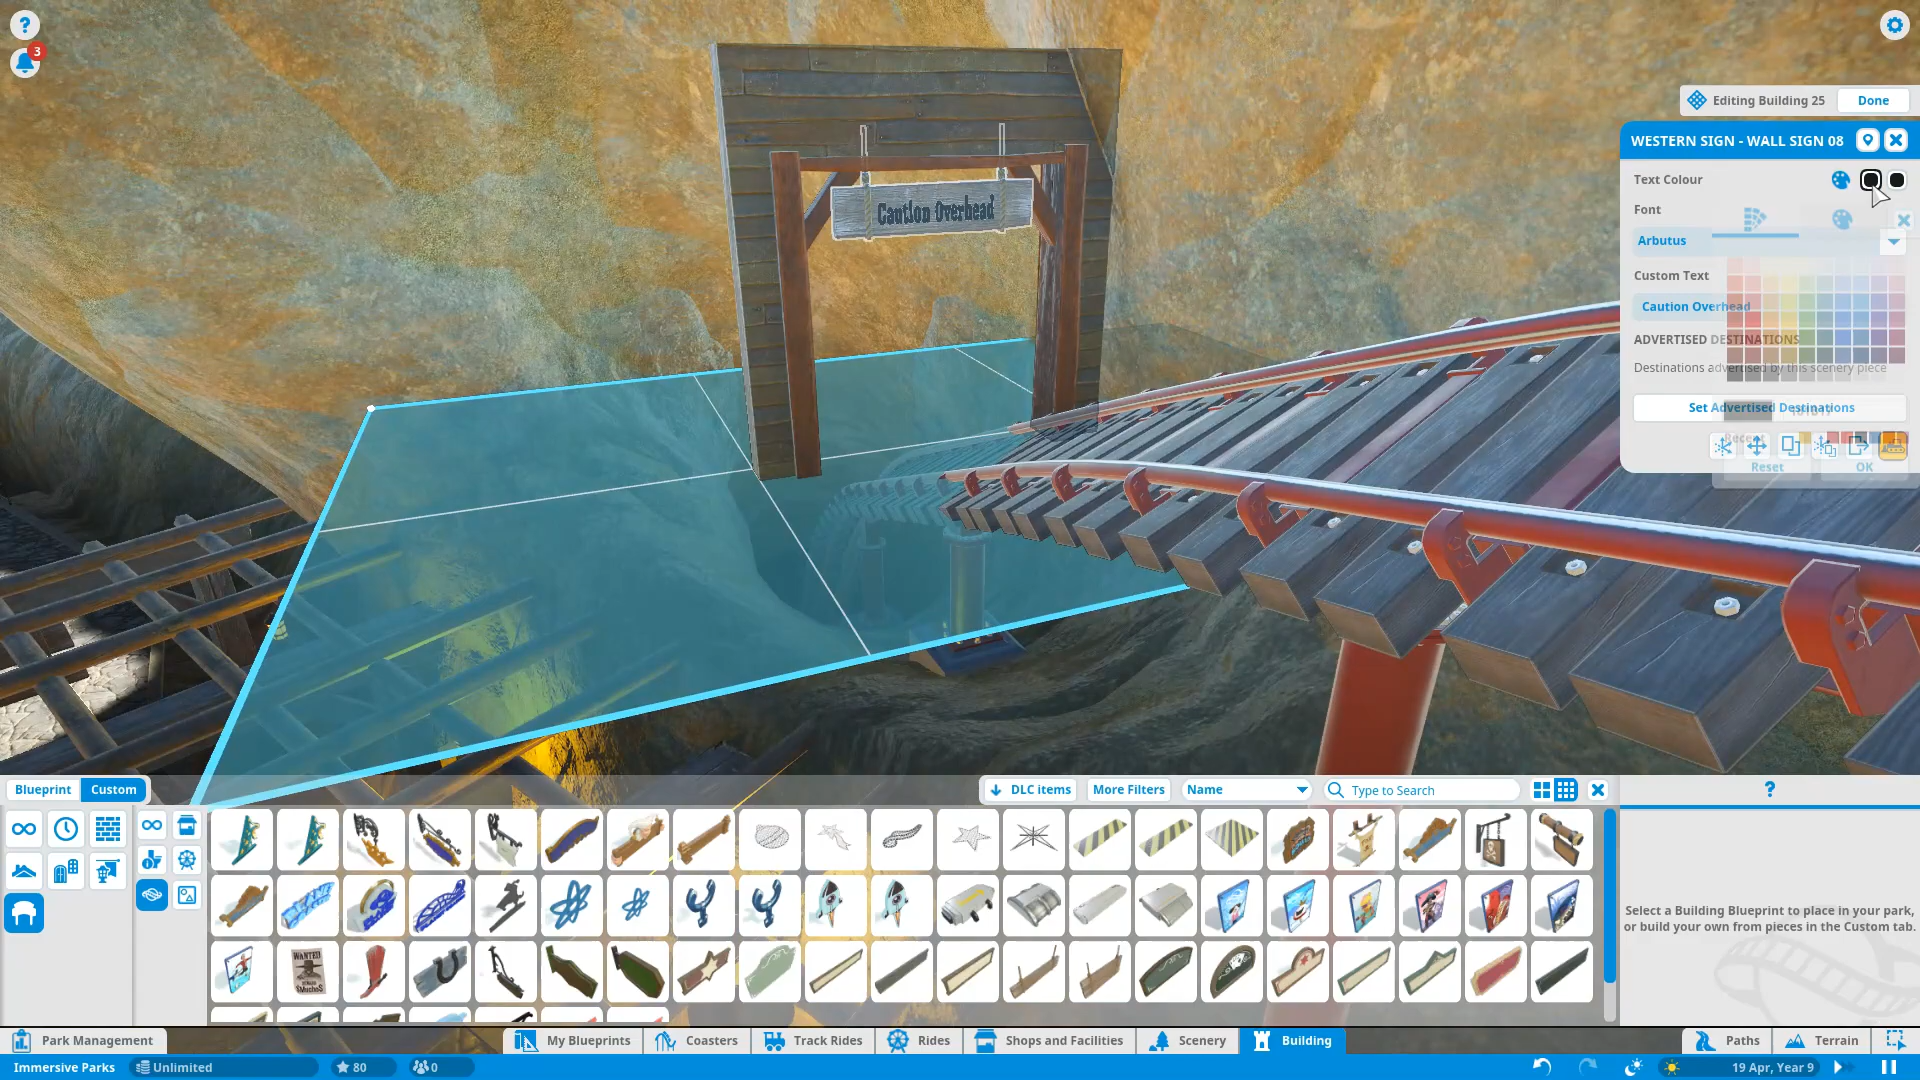 3
Editing Building 25
Done
WESTERN SIGN - WALL SIGN 08
Text Colour
Font
Arbutus
Custom Text
Caution Overhead
ADVERTISED DESTINATIONS
Destinations advertised by this scenery piece
Set Advertised Destinations
Reset
OK
Caution Overhead
Blueprint
Custom
DLC items
More Filters
Name
Type to Search
WANTED
Select a Building Blueprint to place in your park,
or build your own from pieces in the Custom tab.
Park Management
My Blueprints
Coasters
Track Rides
Rides
Shops and Facilities
Scenery
Building
Paths
Terrain
Immersive Parks
Unlimited
80
0
19 Apr, Year 9